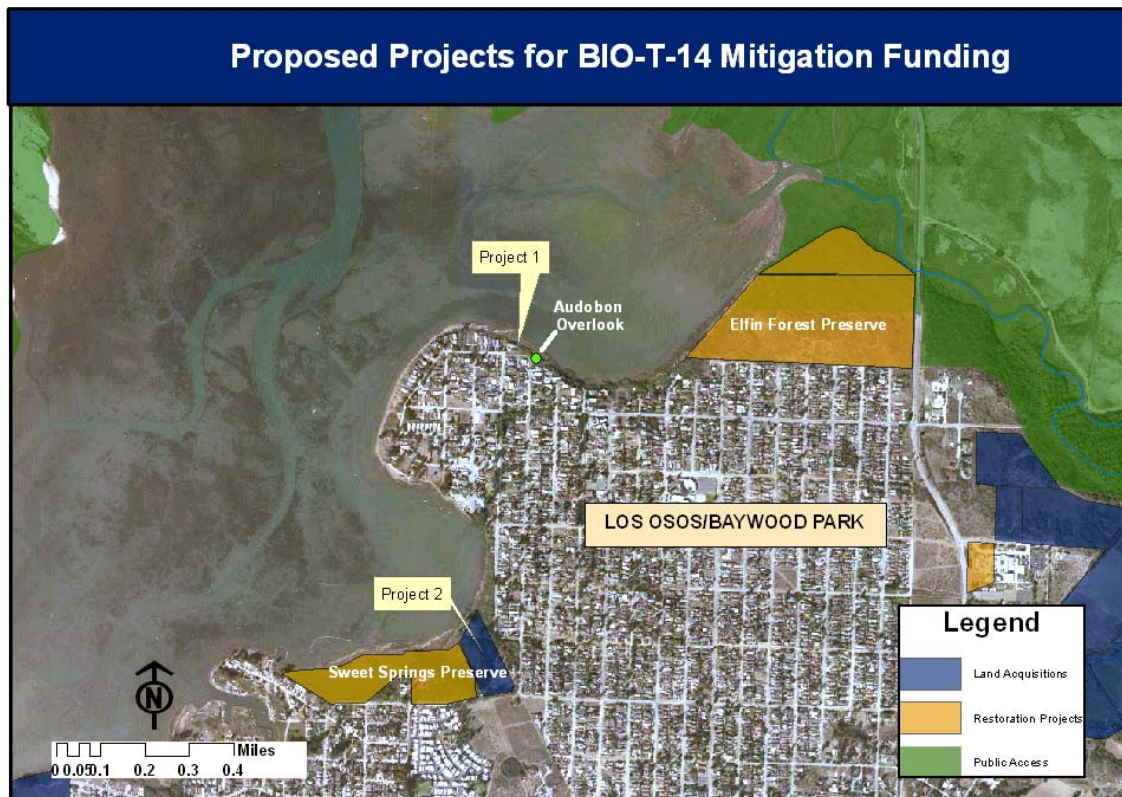 Proposed Projects for BIO-T-14 Mitigation Funding
Project 1
Audobon
Overlook
Elfin Forest Preserve
LOS OSOS/BAYWOOD PARK
Project 2
Sweet Springs Preserve
N
Miles
0 0.05 0.1 0.2 0.3 0.4
Legend
Land Acquisitions
Restoration Projects
Public Access